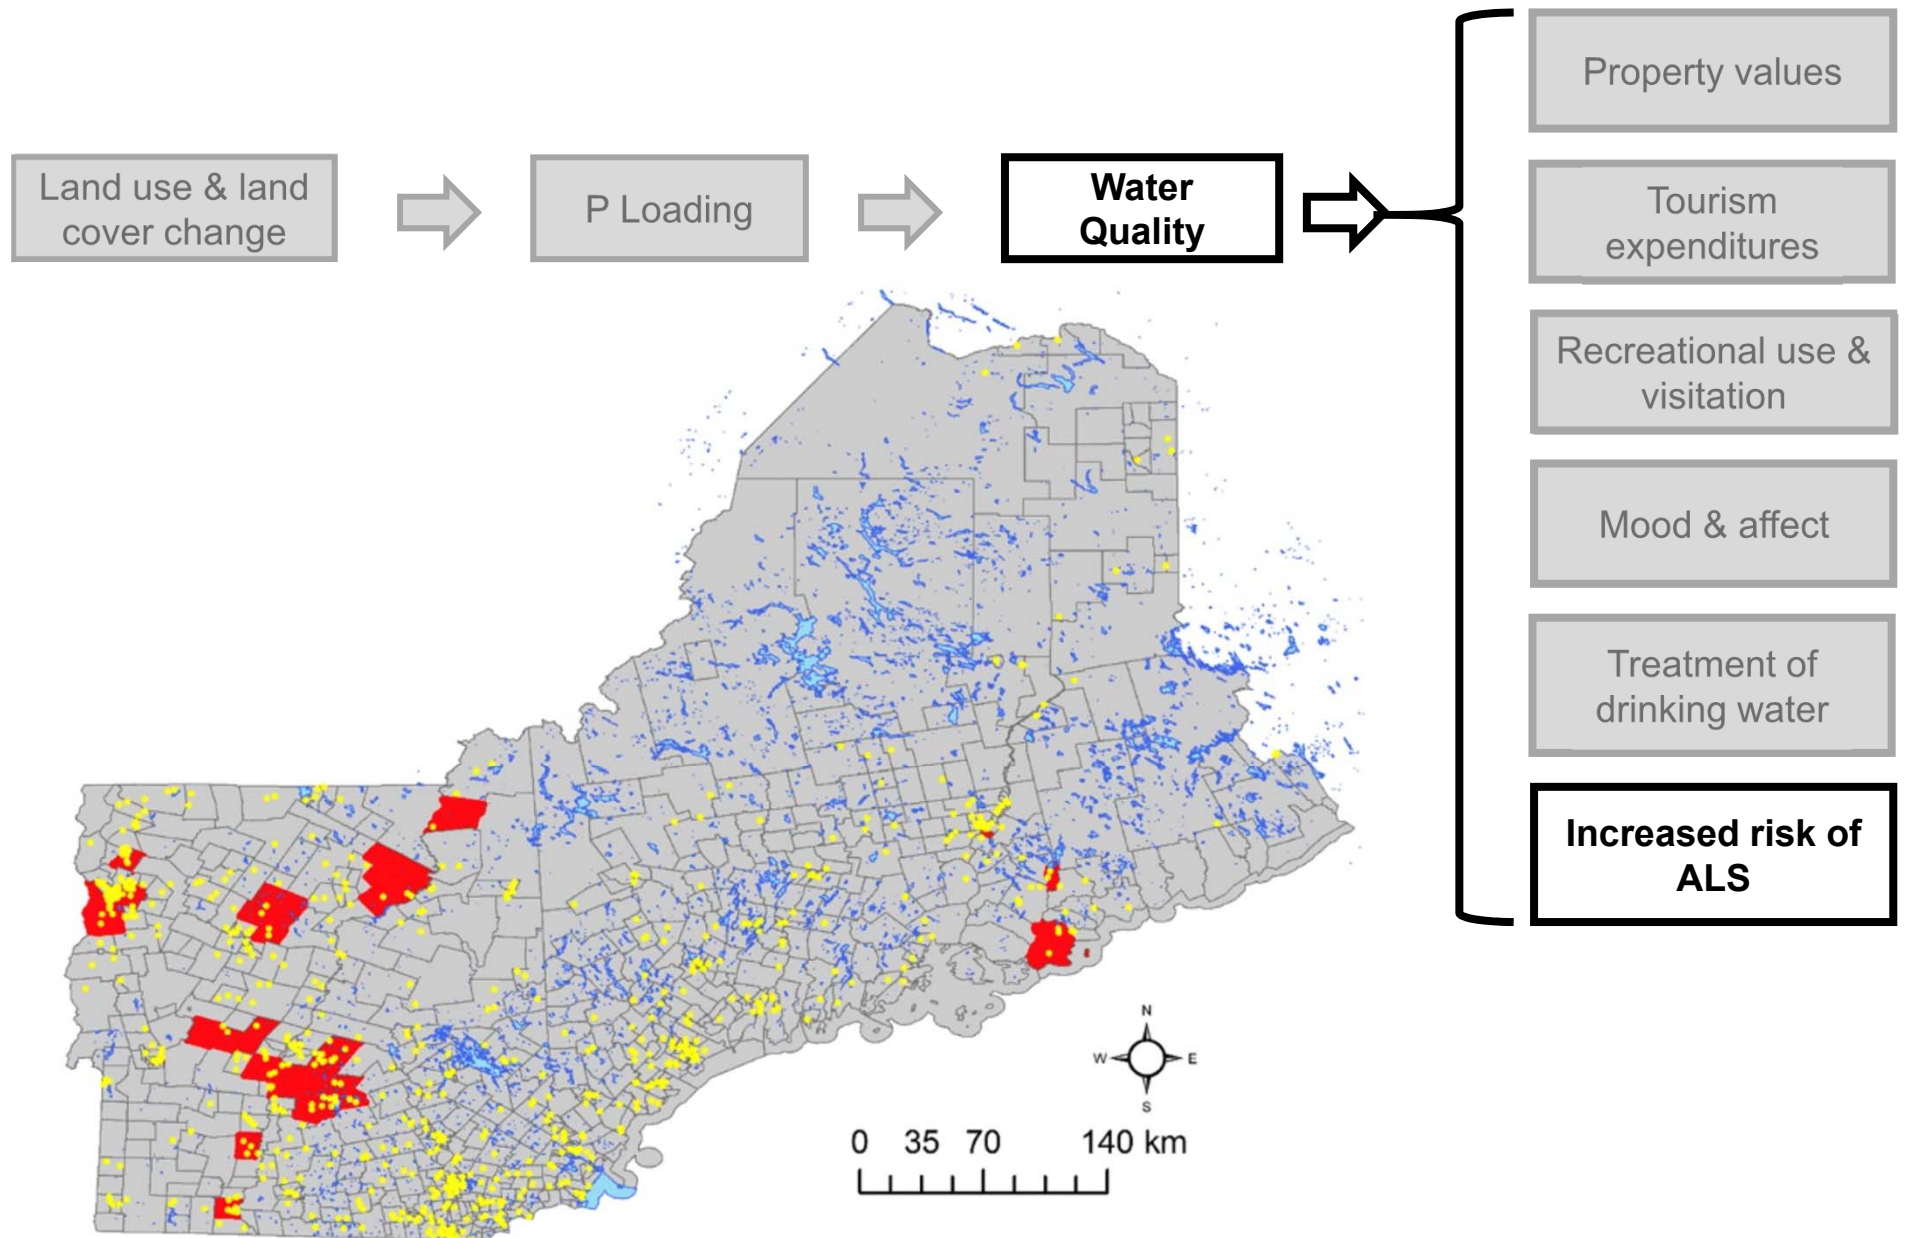 Land use & land
cover change
P Loading
Water
Quality
Property values
Tourism
expenditures
Recreational use &
visitation
Mood & affect
Treatment of
drinking water
Increased risk of
ALS
N
W
E
S
0 35 70 140 km